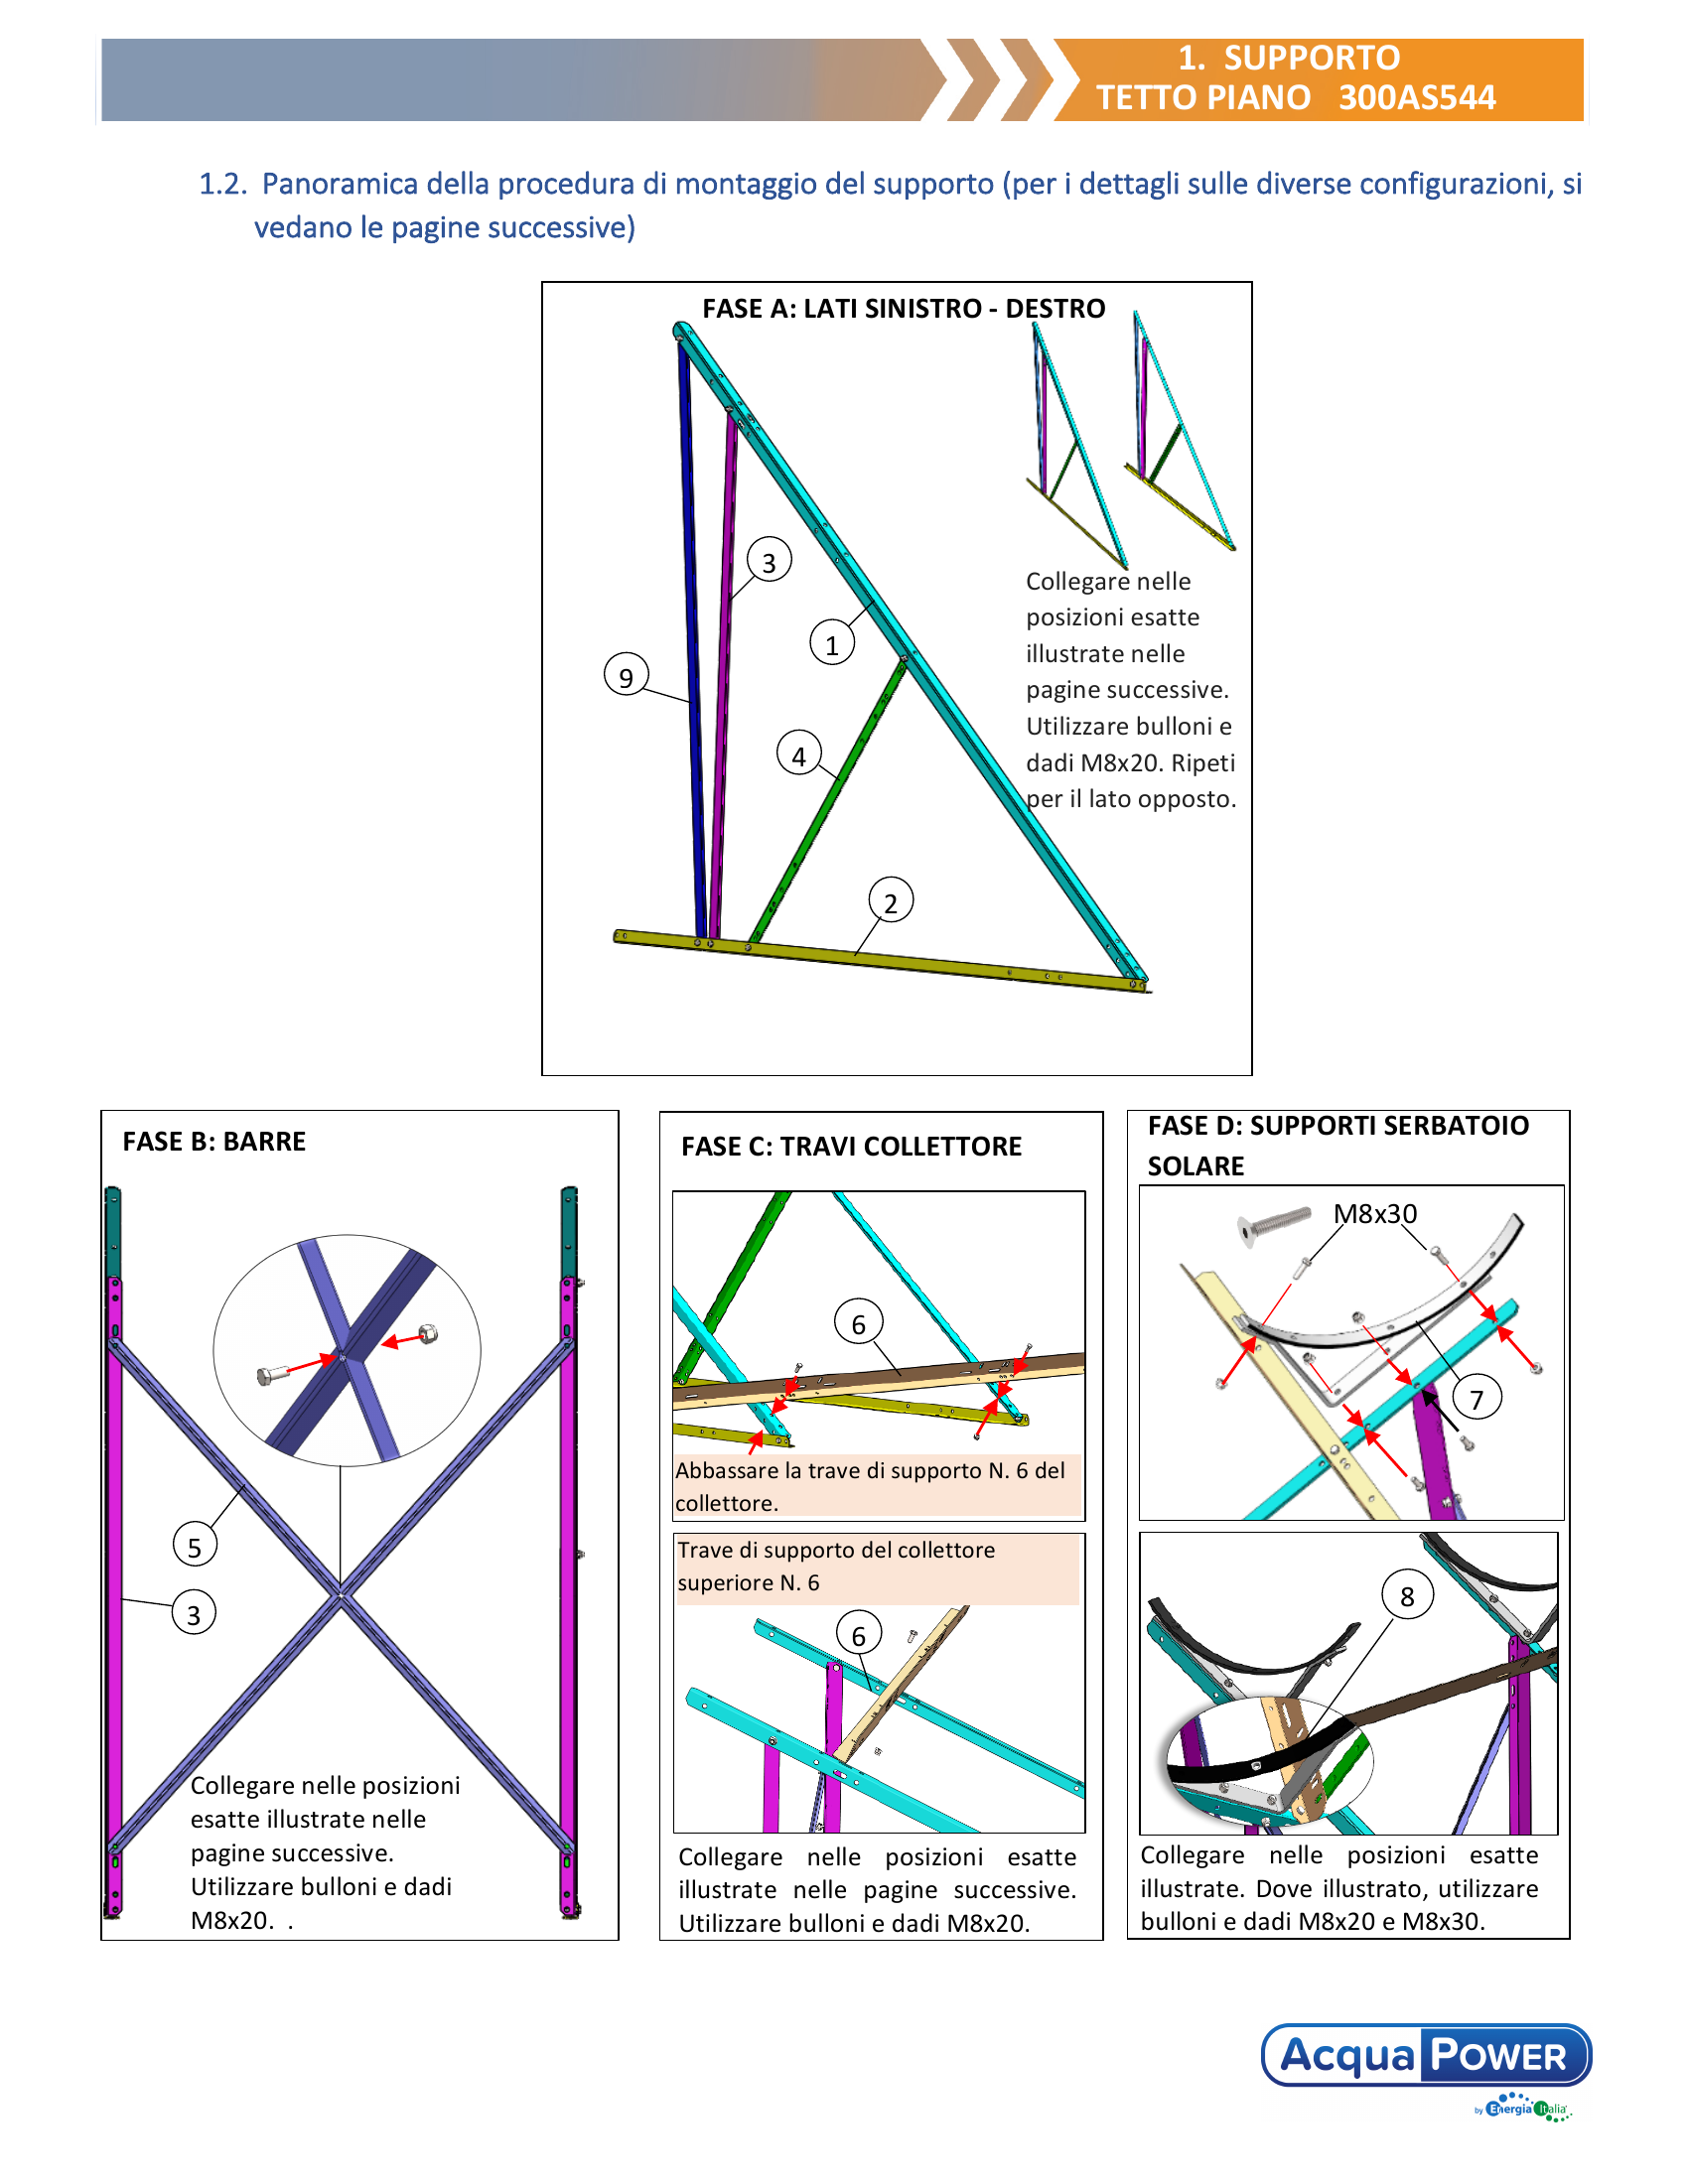 1. SUPPORTO
TETTO PIANO 300AS544
1.2. Panoramica della procedura di montaggio del supporto (per i dettagli sulle diverse configurazioni, si
vedano le pagine successive)
FASE A: LATI SINISTRO - DESTRO
3
1
9
4
2
Collegare nelle
posizioni esatte
illustrate nelle
pagine successive.
Utilizzare bulloni e
dadi M8x20. Ripeti
per il lato opposto.
FASE B: BARRE
5
3
Collegare nelle posizioni
esatte illustrate nelle
pagine successive.
Utilizzare bulloni e dadi
M8x20. .
FASE C: TRAVI COLLETTORE
6
Abbassare la trave di supporto N. 6 del
collettore.
Trave di supporto del collettore
superiore N. 6
6
Collegare nelle posizioni esatte
illustrate nelle pagine successive.
Utilizzare bulloni e dadi M8x20.
FASE D: SUPPORTI SERBATOIO
SOLARE
M8x30
7
8
Collegare nelle posizioni esatte
illustrate. Dove illustrato, utilizzare
bulloni e dadi M8x20 e M8x30.
Acqua POWER
by Energia Italia